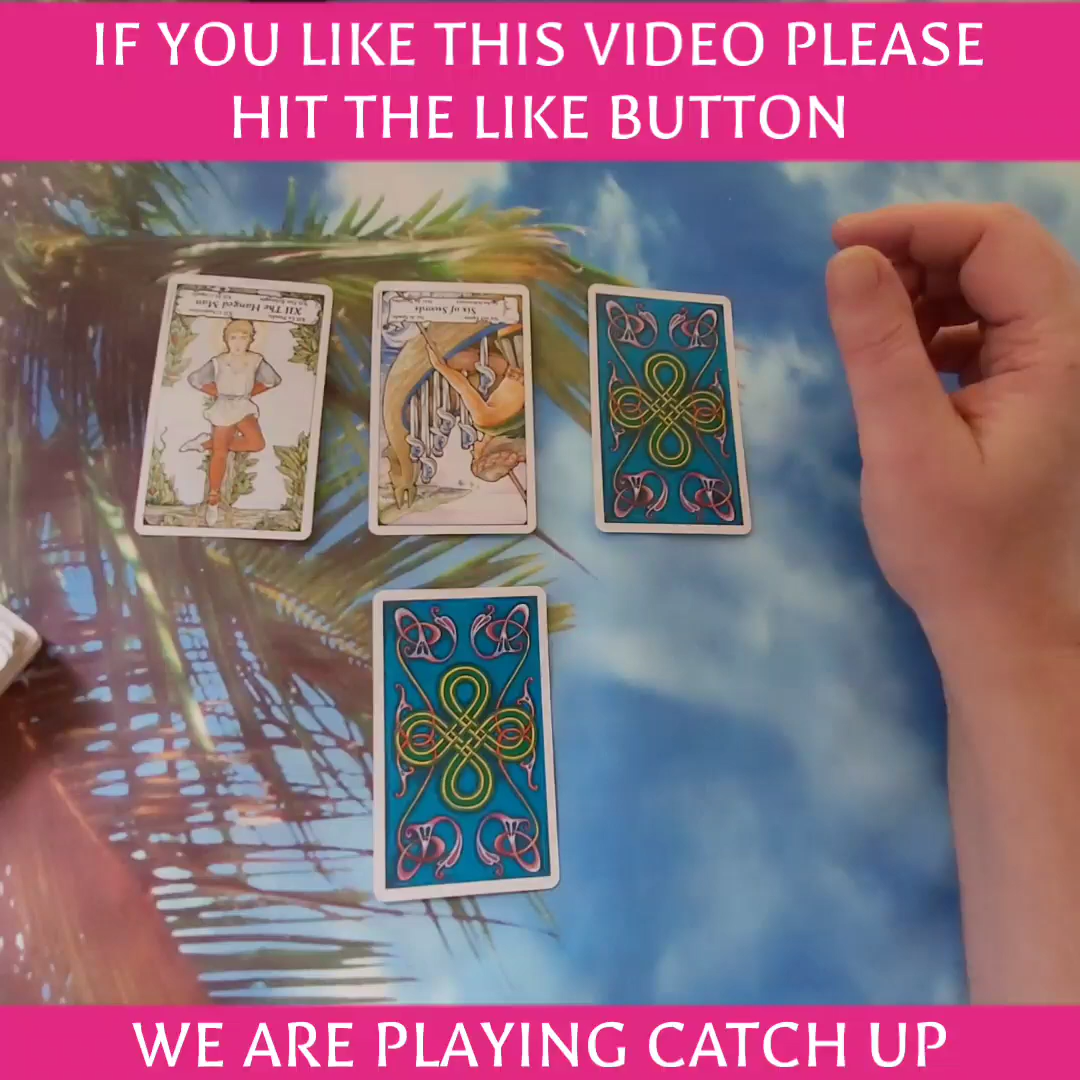 IF YOU LIKE THIS VIDEO PLEASE
HIT THE LIKE BUTTON
XII The Hanged Man
Six of Swords
WE ARE PLAYING CATCH UP